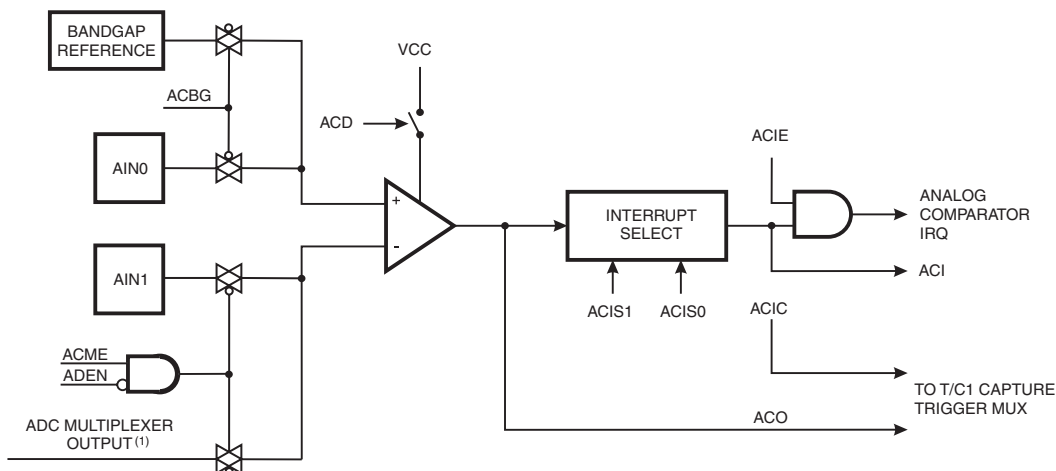 BANDGAP
REFERENCE
ACBG
AIN0
VCC
ACD
+
-
AIN1
ACME
ADEN
ADC MULTIPLEXER
OUTPUT (1)
INTERRUPT
SELECT
ACIS1 ACIS0
ACIE
ANALOG
COMPARATOR
IRQ
ACI
ACIC
TO T/C1 CAPTURE
TRIGGER MUX
ACO